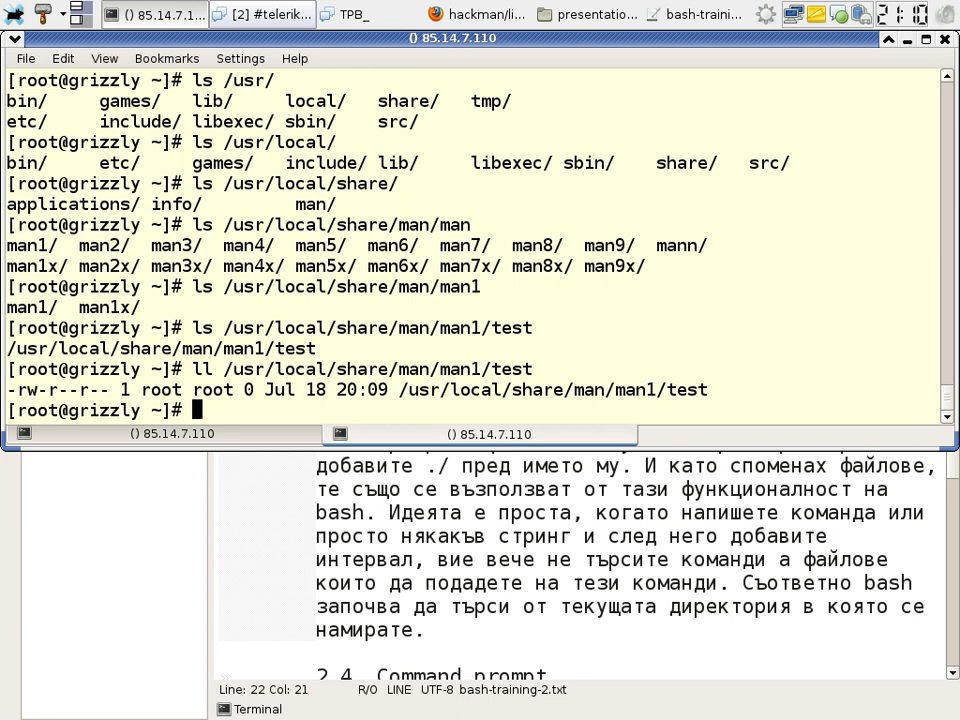 () 85.14.7.1...
[2] #telerik...
TPB_
hackman/li...
presentatio...
bash-traini...
21:10
() 85.14.7.110
File Edit View Bookmarks Settings Help
[root@grizzly ~]# ls /usr/
bin/ games/ lib/ local/ share/ tmp/
etc/ include/ libexec/ sbin/ src/
[root@grizzly ~]# ls /usr/local/
bin/ etc/ games/ include/ lib/ libexec/ sbin/ share/ src/
[root@grizzly ~]# ls /usr/local/share/
applications/ info/ man/
[root@grizzly ~]# ls /usr/local/share/man/man
man1/ man2/ man3/ man4/ man5/ man6/ man7/ man8/ man9/ mann/
man1x/ man2x/ man3x/ man4x/ man5x/ man6x/ man7x/ man8x/ man9x/
[root@grizzly ~]# ls /usr/local/share/man/man1
man1/ man1x/
[root@grizzly ~]# ls /usr/local/share/man/man1/test
/usr/local/share/man/man1/test
[root@grizzly ~]# ll /usr/local/share/man/man1/test
-rw-r--r-- 1 root root 0 Jul 18 20:09 /usr/local/share/man/man1/test
[root@grizzly ~]#
() 85.14.7.110
() 85.14.7.110
добавите ./ пред името му. И като споменах файлове,
те също се възползват от тази функционалност на
bash. Идеята е проста, когато напишете команда или
просто някакъв стринг и след него добавите
интервал, вие вече не търсите команди а файлове
които да подадете на тези команди. Съответно bash
започва да търси от текущата директория в която се
намирате.
2.4. Command prompt
Line: 22 Col: 21 R/O LINE UTF-8 bash-training-2.txt
Terminal